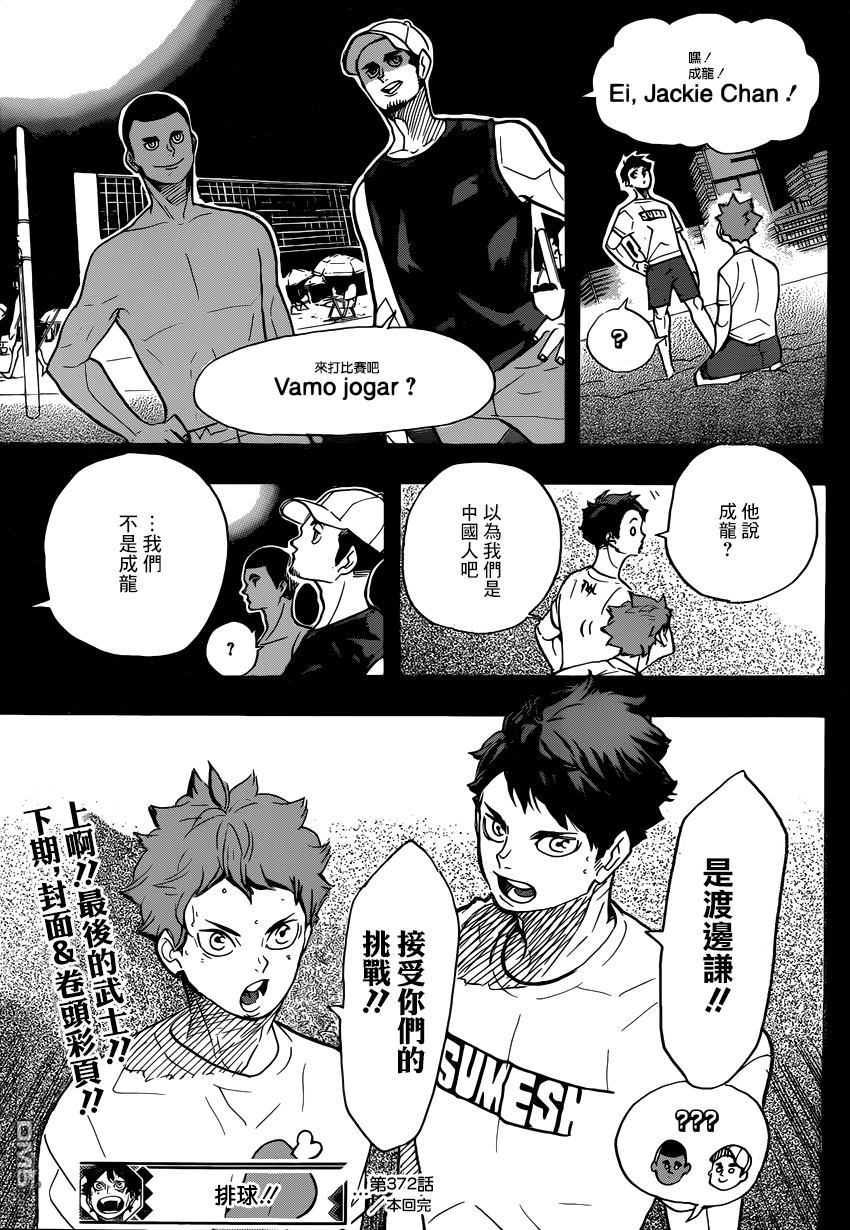 嘿！
成龍！
Ei, Jackie Chan！
SUKE
？
來打比賽吧
Vamo jogar？
他說
成龍？
以為我們是
中國人吧
…我們
不是成龍
？
是渡邊謙!!
SUKESH
???
接受你們的
挑戰!!
上啊!!最後的武士!!
下期，封面&卷頭彩頁!!
排球!!
…第372話
／本回完
DM5